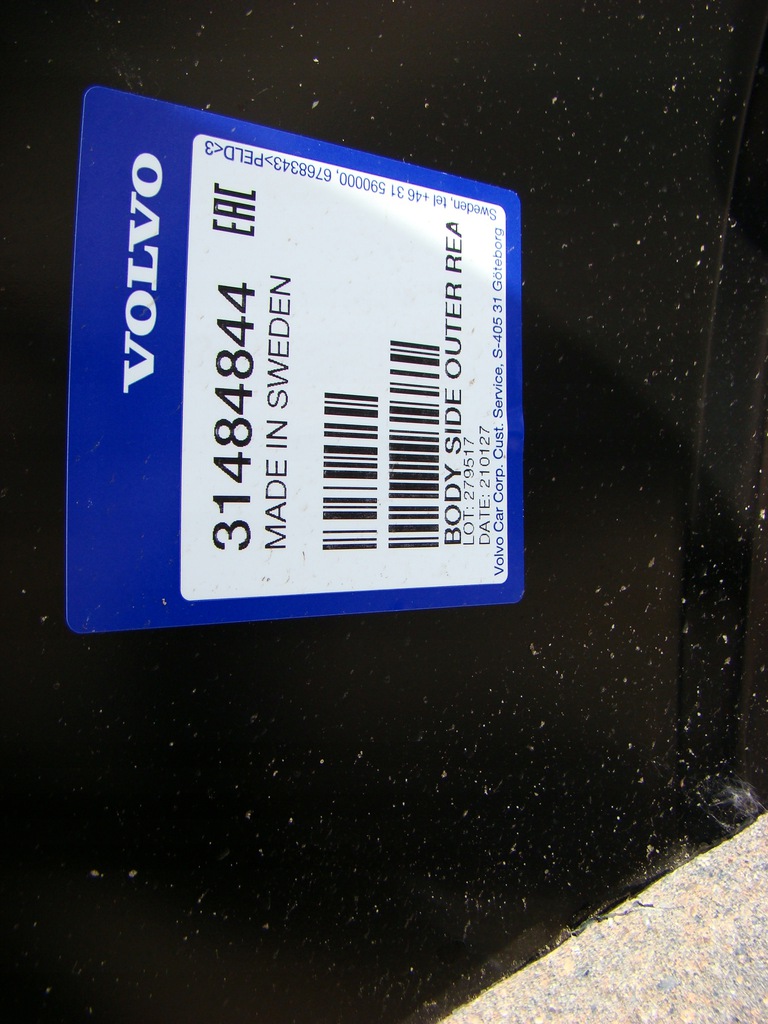 VOLVO
31484844 EAC
MADE IN SWEDEN
BODY SIDE OUTER REA
LOT: 279517
DATE: 210127
Volvo Car Corp. Cust. Service, S-405 31 Göteborg
Sweden, tel +46 31 590000, 6768343>PELD<3